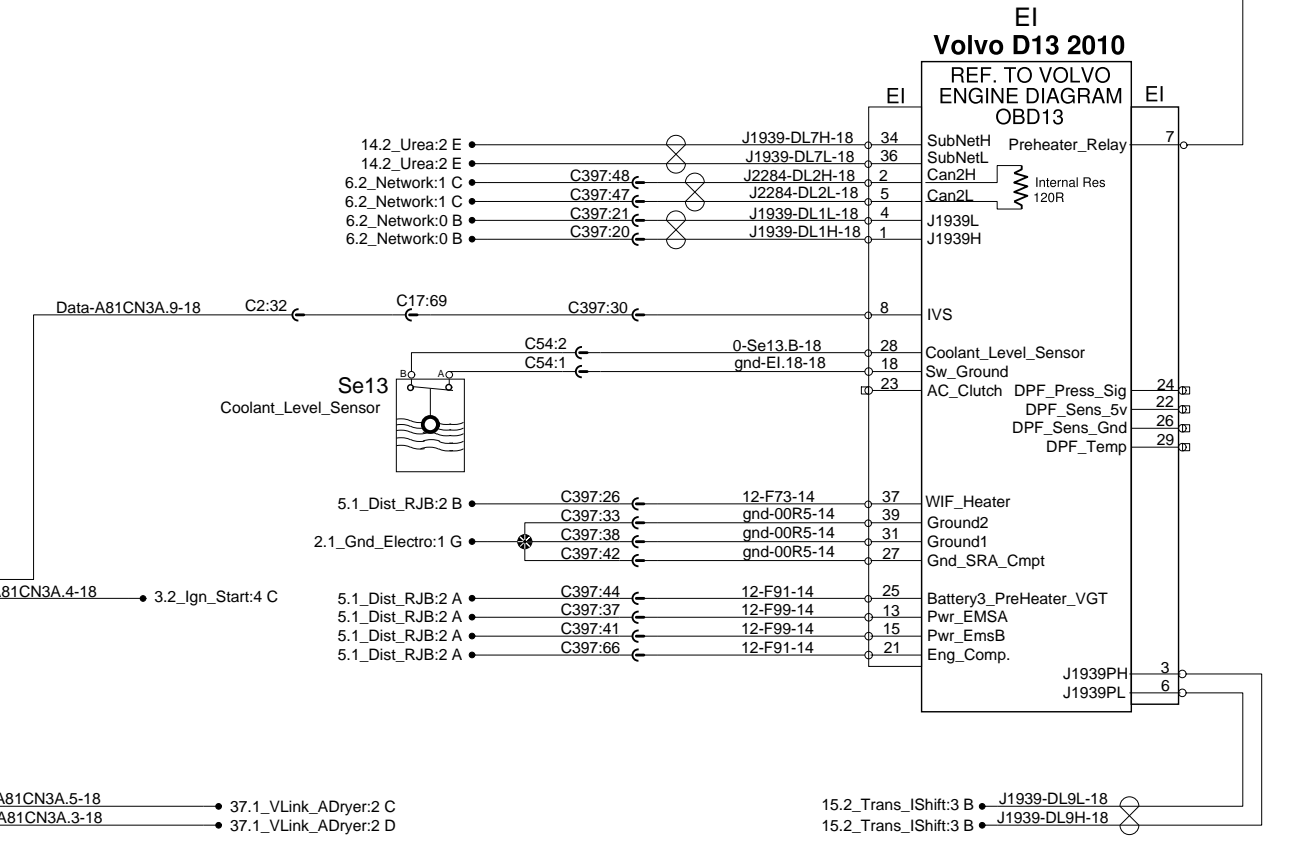 EI
Volvo D13 2010
REF. TO VOLVO
ENGINE DIAGRAM
OBD13
EI
EI
14.2_Urea:2 E J1939-DL7H-18 34 SubNetH Preheater_Relay 7
14.2_Urea:2 E J1939-DL7L-18 36 SubNetL
6.2_Network:1 C C397:48 J2284-DL2H-18 2 Can2H Internal Res
6.2_Network:1 C C397:47 J2284-DL2L-18 5 Can2L 120R
6.2_Network:0 B C397:21 J1939-DL1L-18 4 J1939L
6.2_Network:0 B C397:20 J1939-DL1H-18 1 J1939H
Data-A81CN3A.9-18 C2:32 C17:69 C397:30 8 IVS
C54:2 0-Se13.B-18 28 Coolant_Level_Sensor
C54:1 gnd-EI.18-18 18 Sw_Ground
B A
Se13
Coolant_Level_Sensor
23 AC_Clutch DPF_Press_Sig 24
DPF_Sens_5v 22
DPF_Sens_Gnd 26
DPF_Temp 29
5.1_Dist_RJB:2 B C397:26 12-F73-14 37 WIF_Heater
C397:33 gnd-00R5-14 39 Ground2
2.1_Gnd_Electro:1 G C397:38 gnd-00R5-14 31 Ground1
C397:42 gnd-00R5-14 27 Gnd_SRA_Cmpt
81CN3A.4-18 3.2_Ign_Start:4 C
5.1_Dist_RJB:2 A C397:44 12-F91-14 25 Battery3_PreHeater_VGT
5.1_Dist_RJB:2 A C397:37 12-F99-14 13 Pwr_EMSA
5.1_Dist_RJB:2 A C397:41 12-F99-14 15 Pwr_EmsB
5.1_Dist_RJB:2 A C397:66 12-F91-14 21 Eng_Comp.
J1939PH 3
J1939PL 6
A81CN3A.5-18 37.1_VLink_ADryer:2 C
A81CN3A.3-18 37.1_VLink_ADryer:2 D
15.2_Trans_IShift:3 B J1939-DL9L-18
15.2_Trans_IShift:3 B J1939-DL9H-18